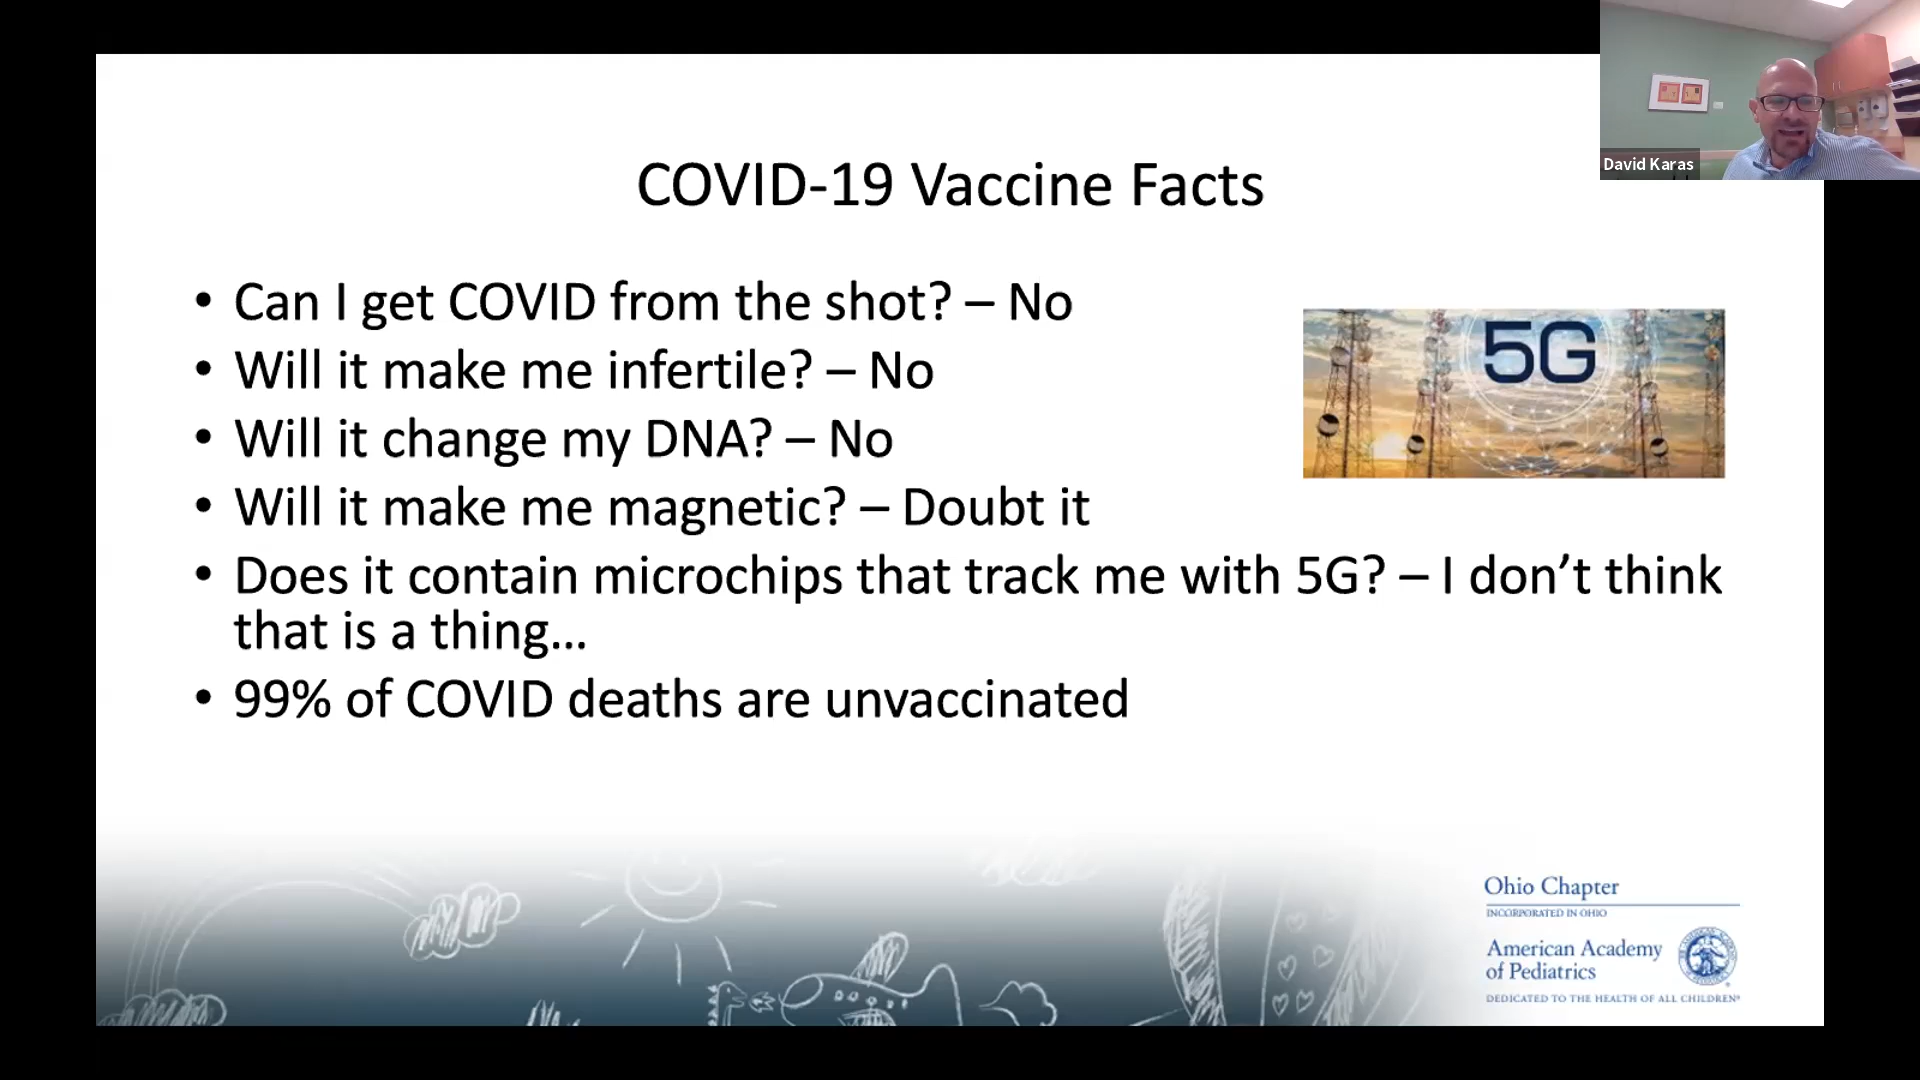 David Karas
COVID-19 Vaccine Facts
• Can I get COVID from the shot? – No
• Will it make me infertile? – No
• Will it change my DNA? – No
• Will it make me magnetic? – Doubt it
• Does it contain microchips that track me with 5G? – I don’t think
that is a thing…
• 99% of COVID deaths are unvaccinated
5G
Ohio Chapter
INCORPORATED IN OHIO
American Academy
of Pediatrics
DEDICATED TO THE HEALTH OF ALL CHILDREN®